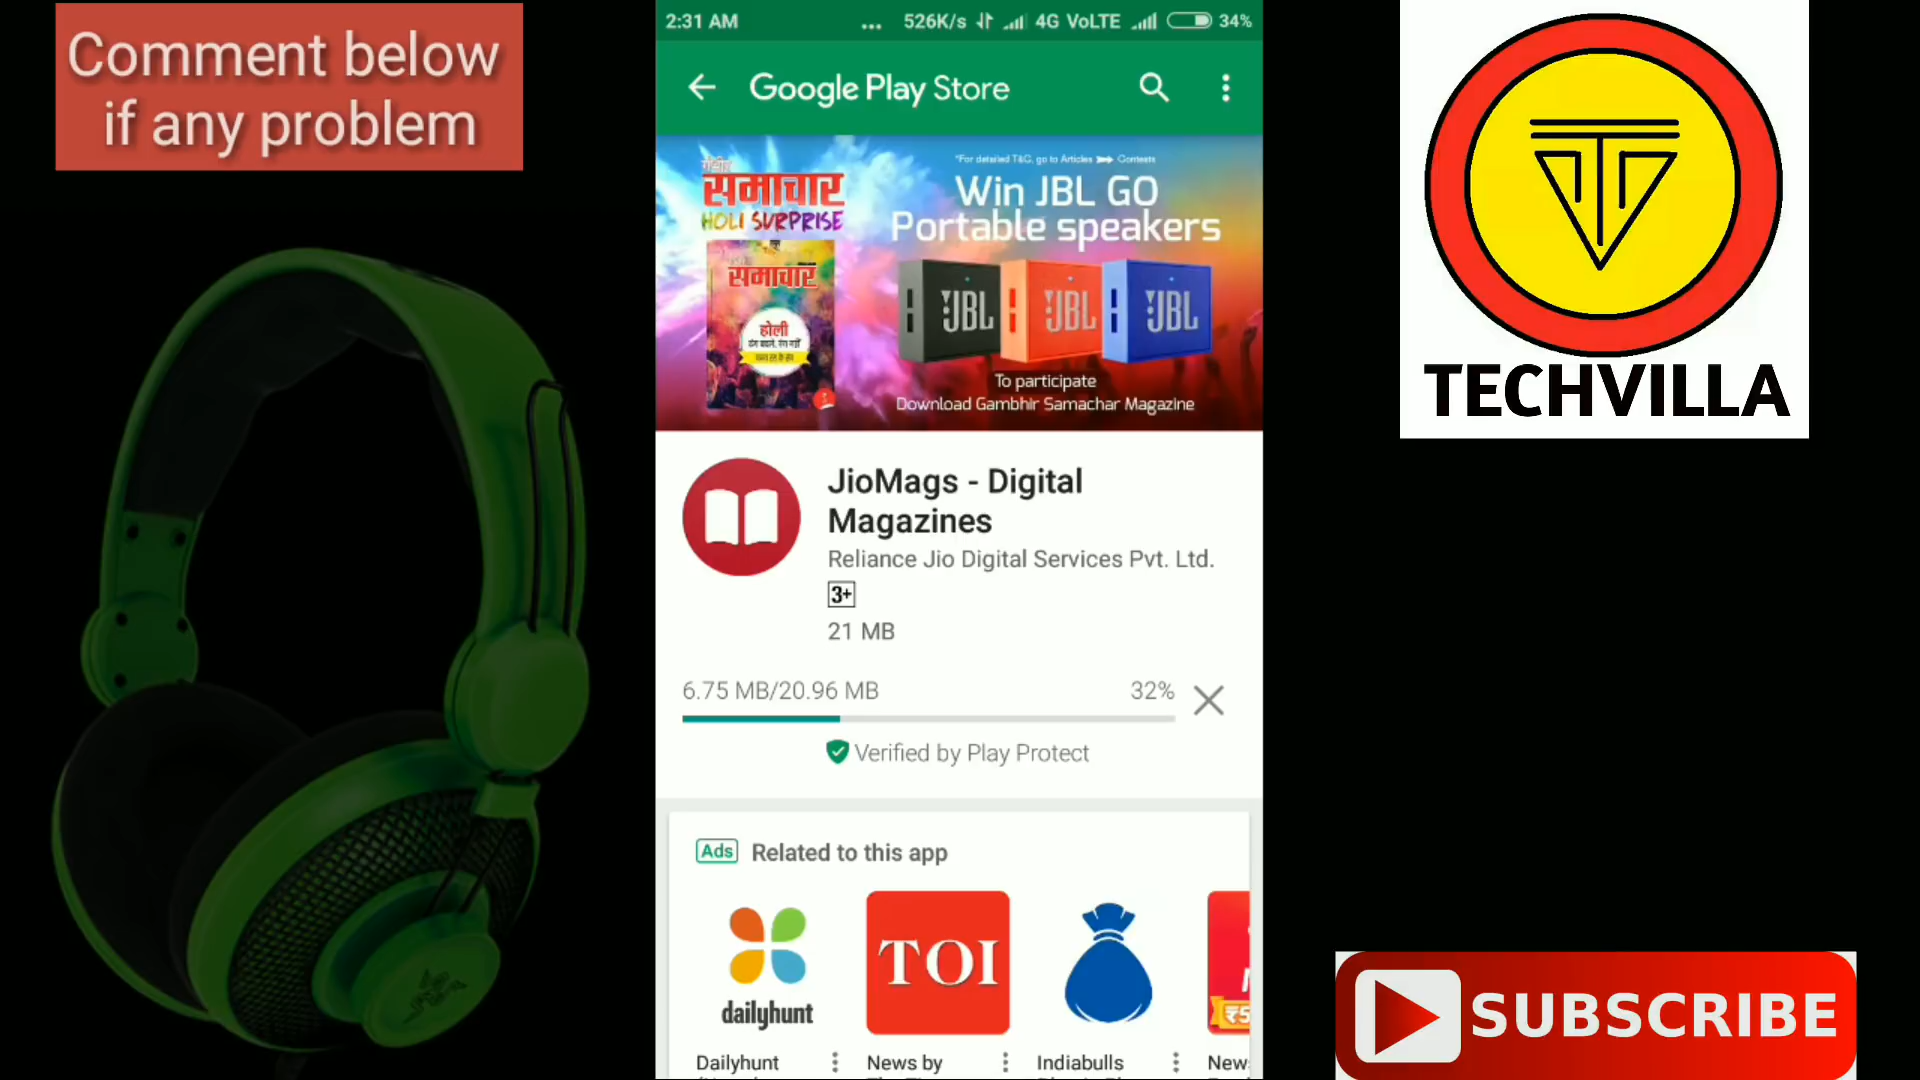 Comment below
if any problem
2:31 AM ... 526K/s 4G VoLTE 34%
Google Play Store
गंभीर
समाचार
HOLI SURPRISE
समाचार
होली
*For detailed T&C, go to Articles Contests
Win JBL GO
Portable speakers
JBL JBL JBL
To participate
Download Gambhir Samachar Magazine
JioMags - Digital
Magazines
Reliance Jio Digital Services Pvt. Ltd.
3+
21 MB
6.75 MB/20.96 MB 32%
Verified by Play Protect
Ads Related to this app
dailyhunt
TOI
₹5
Dailyhunt
News by
Indiabulls
News
TECHVILLA
SUBSCRIBE